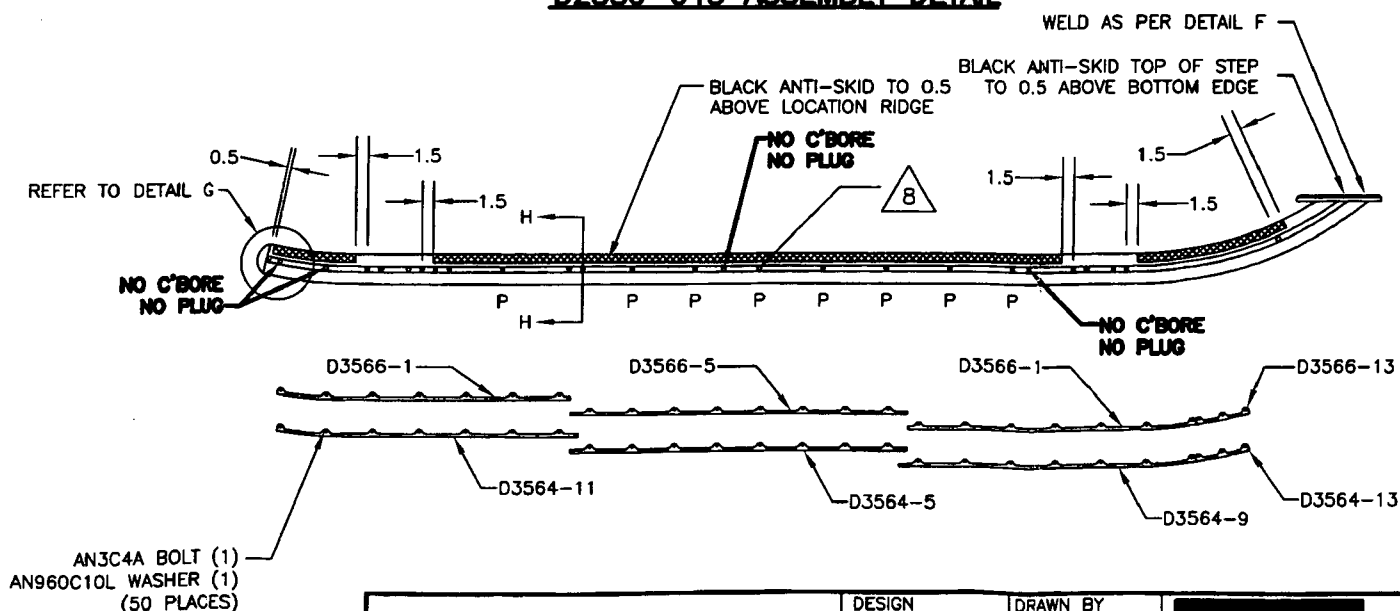 WELD AS PER DETAIL F
BLACK ANTI-SKID TO 0.5
ABOVE LOCATION RIDGE
BLACK ANTI-SKID TOP OF STEP
TO 0.5 ABOVE BOTTOM EDGE
NO C'BORE
NO PLUG
0.5
1.5
1.5
1.5
1.5
1.5
REFER TO DETAIL G
H
8
NO C'BORE
NO PLUG
P P P P P P P P
H
NO C'BORE
NO PLUG
D3566-1
D3566-5
D3566-1
D3566-13
D3564-11
D3564-5
D3564-9
D3564-13
AN3C4A BOLT (1)
AN960C10L WASHER (1)
(50 PLACES)
DESIGN
DRAWN BY